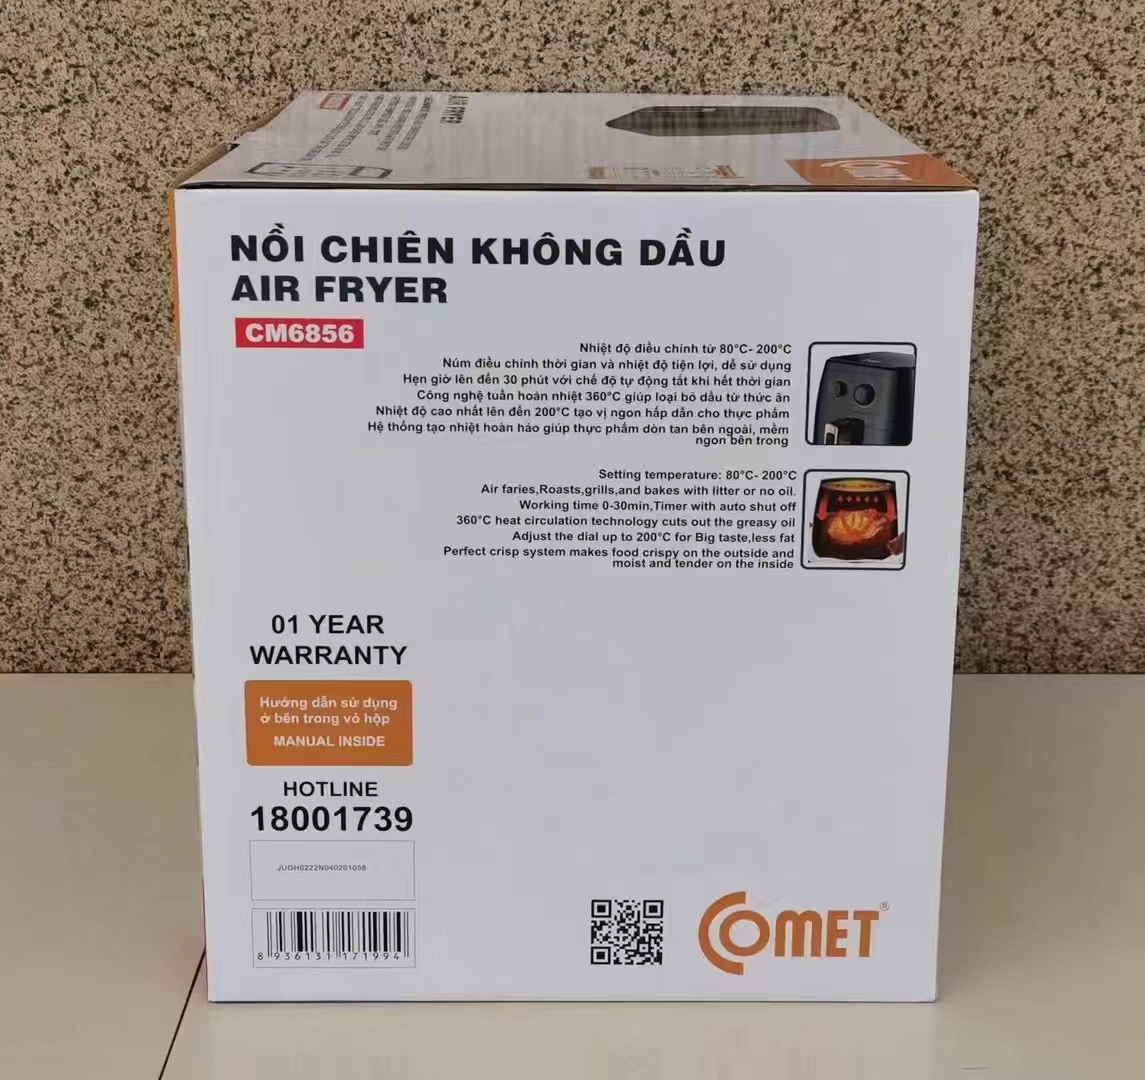 AIR FRYER
COMET
NỒI CHIÊN KHÔNG DẦU
AIR FRYER
CM6856
Nhiệt độ điều chỉnh từ 80°C- 200°C
Núm điều chỉnh thời gian và nhiệt độ tiện lợi, dễ sử dụng
Hẹn giờ lên đến 30 phút với chế độ tự động tắt khi hết thời gian
Công nghệ tuần hoàn nhiệt 360°C giúp loại bỏ dầu từ thức ăn
Nhiệt độ cao nhất lên đến 200°C tạo vị ngon hấp dẫn cho thực phẩm
Hệ thống tạo nhiệt hoàn hảo giúp thực phẩm dòn tan bên ngoài, mềm
ngon bên trong
Setting temperature: 80°C- 200°C
Air faries,Roasts,grills,and bakes with litter or no oil.
Working time 0-30min,Timer with auto shut off
360°C heat circulation technology cuts out the greasy oil
Adjust the dial up to 200°C for Big taste,less fat
Perfect crisp system makes food crispy on the outside and
moist and tender on the inside
01 YEAR
WARRANTY
Hướng dẫn sử dụng
ở bên trong vỏ hộp
MANUAL INSIDE
HOTLINE
18001739
JUGH0222N040201058
8 936131 171994
COMET®